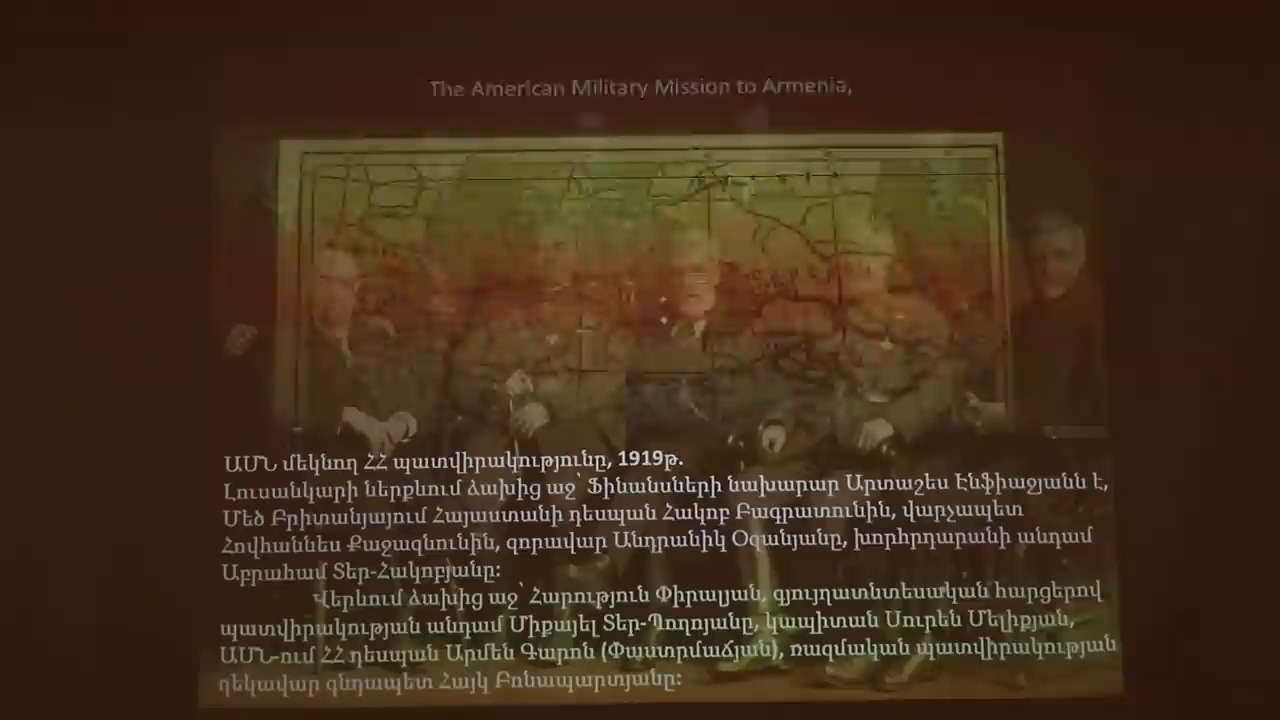 The American Military Mission to Armenia,
ԱՄՆ մեկնող ՀՀ պատվիրակությունը, 1919թ.
Լուսանկարի ներքևում ձախից աջ՝ Ֆինանսների նախարար Արտաշես Էնֆիաջյանն է,
Մեծ Բրիտանյայում Հայաստանի դեսպան Հակոբ Բագրատունին, վարչապետ
Հովհաննես Քաջազնունին, զորավար Անդրանիկ Օզանյանը, խորհրդարանի անդամ
Աբրահամ Տեր-Հակոբյանը:
Վերևում ձախից աջ՝ Հարություն Փիրալյան, գյուղատնտեսական հարցերով
պատվիրակության անդամ Միքայել Տեր-Պողոյանը, կապիտան Սուրեն Մելիքյան,
ԱՄՆ-ում ՀՀ դեսպան Արմեն Գարոն (Փաստրմաճյան), ռազմական պատվիրակության
ղեկավար գնդապետ Հայկ Բոնապարտյանը: